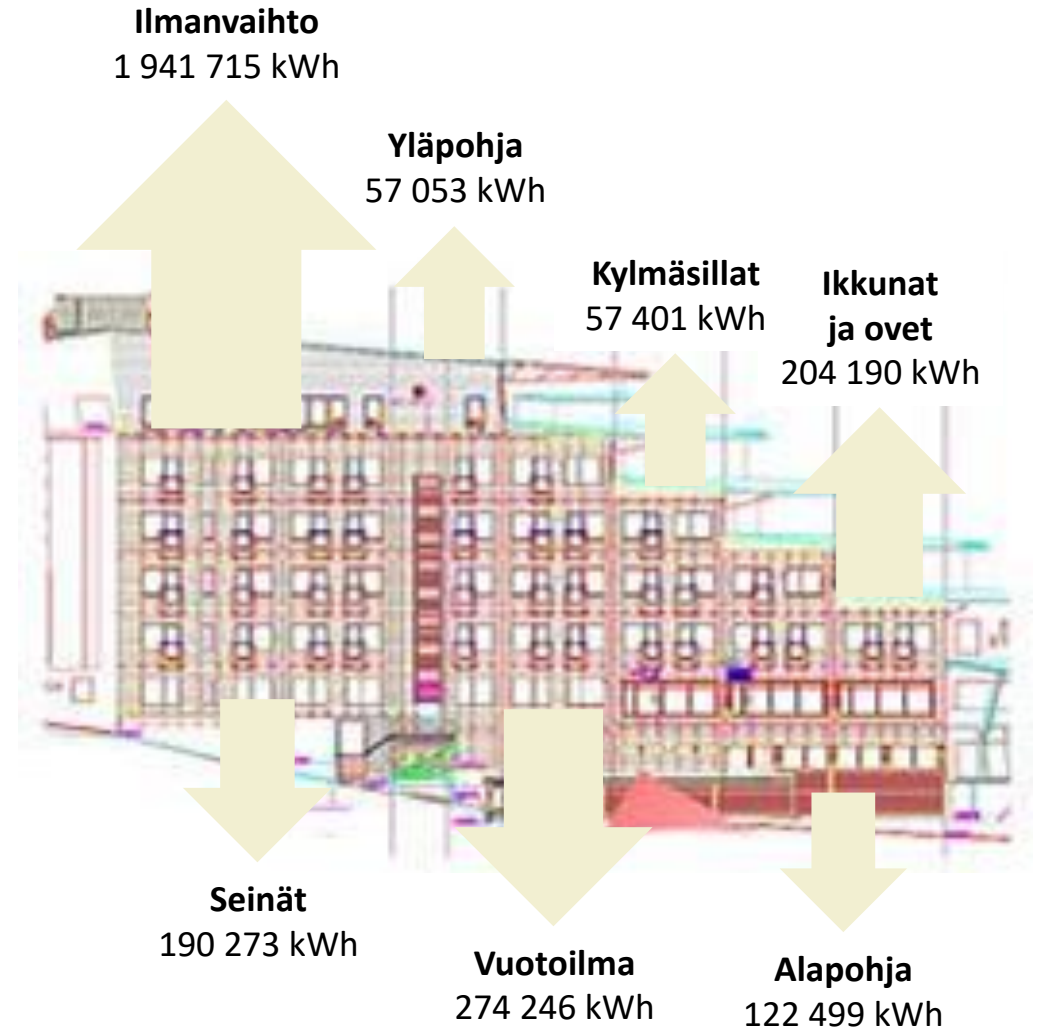 Ilmanvaihto
1 941 715 kWh
Yläpohja
57 053 kWh
Kylmäsillat
57 401 kWh
Ikkunat
ja ovet
204 190 kWh
Seinät
190 273 kWh
Vuotoilma
274 246 kWh
Alapohja
122 499 kWh